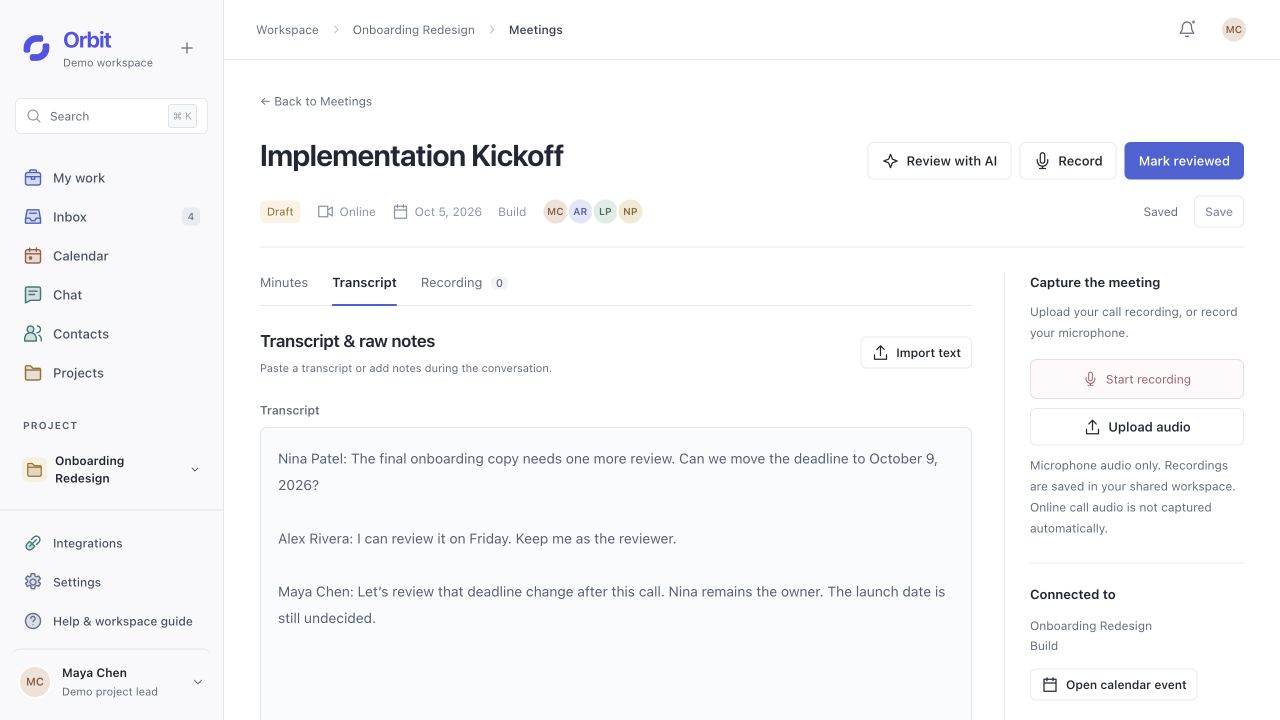 Orbit
Demo workspace
Search
⌘ K
My work
Inbox
4
Calendar
Chat
Contacts
Projects
PROJECT
Onboarding
Redesign
Integrations
Settings
Help & workspace guide
MC
Maya Chen
Demo project lead
Workspace
Onboarding Redesign
Meetings
MC
← Back to Meetings
Implementation Kickoff
Review with AI
Record
Mark reviewed
Draft
Online
Oct 5, 2026
Build
MC
AR
LP
NP
Saved
Save
Minutes
Transcript
Recording
0
Transcript & raw notes
Paste a transcript or add notes during the conversation.
Import text
Transcript
Nina Patel: The final onboarding copy needs one more review. Can we move the deadline to October 9,
2026?
Alex Rivera: I can review it on Friday. Keep me as the reviewer.
Maya Chen: Let’s review that deadline change after this call. Nina remains the owner. The launch date is
still undecided.
Capture the meeting
Upload your call recording, or record
your microphone.
Start recording
Upload audio
Microphone audio only. Recordings
are saved in your shared workspace.
Online call audio is not captured
automatically.
Connected to
Onboarding Redesign
Build
Open calendar event